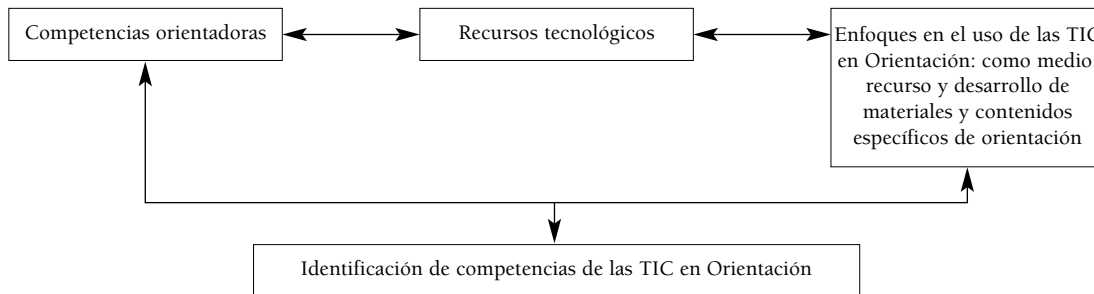 Competencias orientadoras
Recursos tecnológicos
Enfoques en el uso de las TIC
en Orientación: como medio,
recurso y desarrollo de
materiales y contenidos
específicos de orientación
Identificación de competencias de las TIC en Orientación